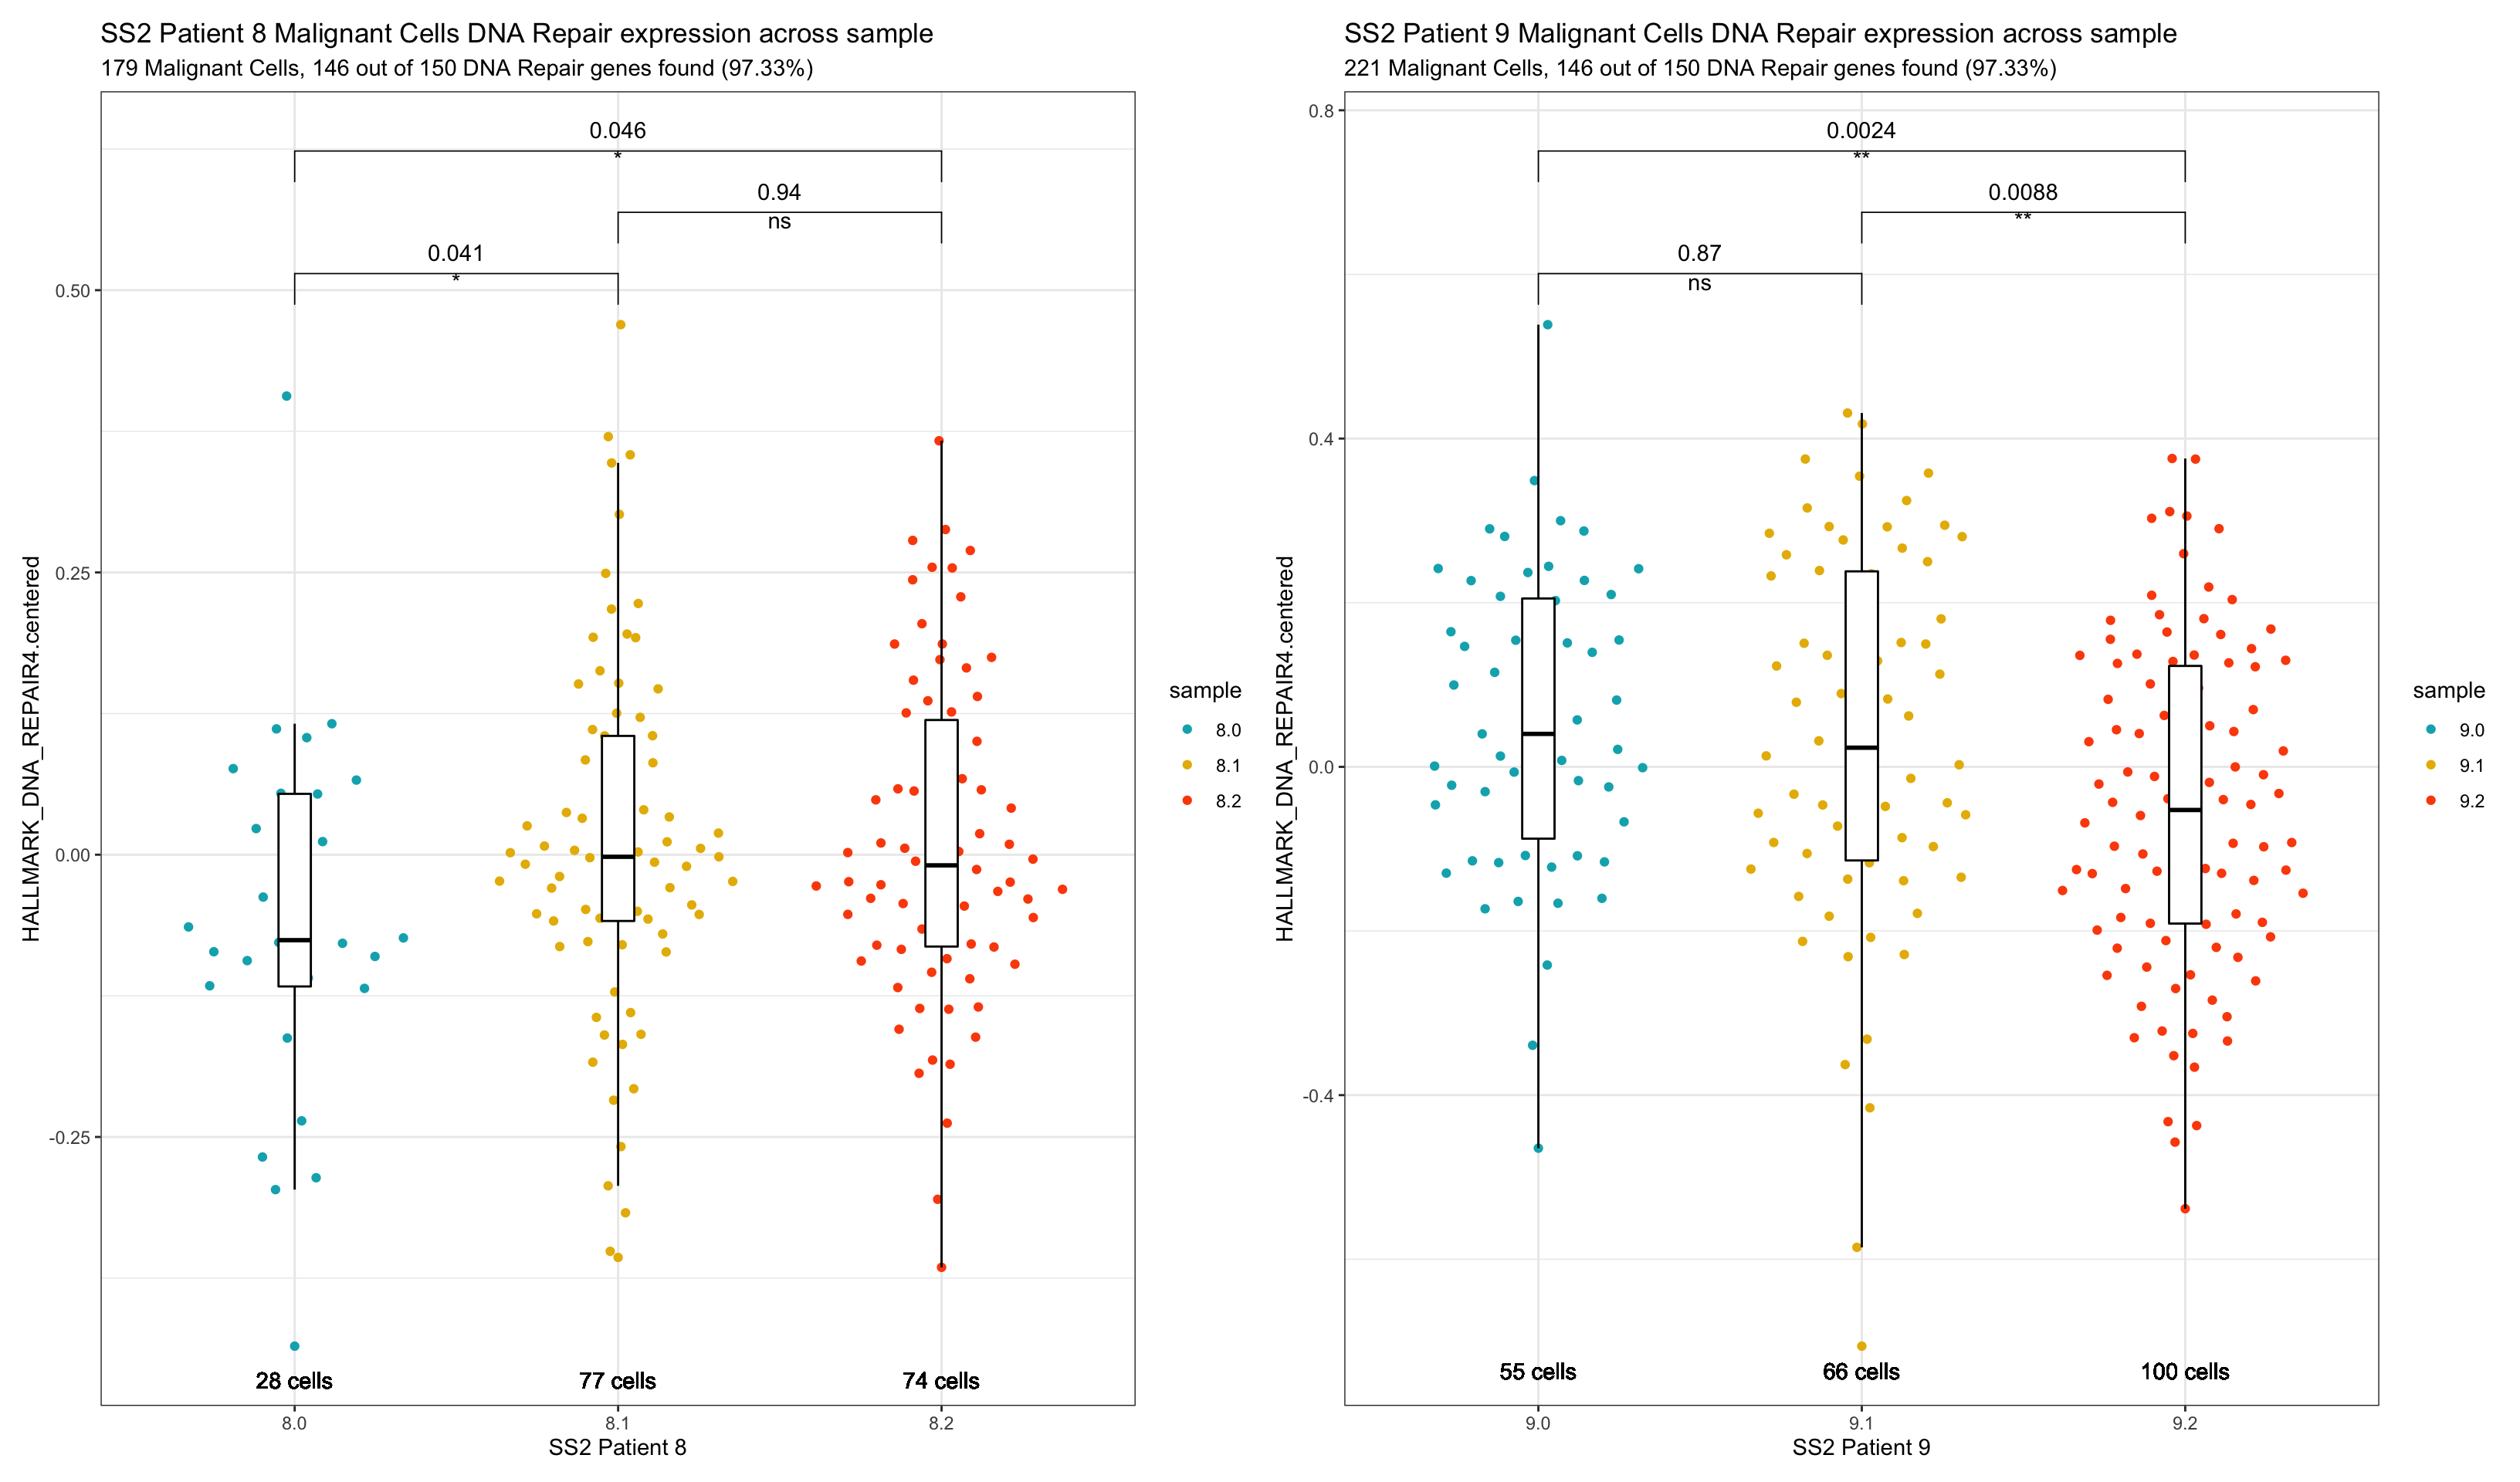 SS2 Patient 8 Malignant Cells DNA Repair expression across sample
179 Malignant Cells, 146 out of 150 DNA Repair genes found (97.33%)
HALLMARK_DNA_REPAIR4.centered
0.50
0.25
0.00
-0.25
0.046
*
0.94
ns
0.041
*
28 cells
77 cells
74 cells
8.0
8.1
8.2
SS2 Patient 8
sample
8.0
8.1
8.2
SS2 Patient 9 Malignant Cells DNA Repair expression across sample
221 Malignant Cells, 146 out of 150 DNA Repair genes found (97.33%)
HALLMARK_DNA_REPAIR4.centered
0.8
0.4
0.0
-0.4
0.0024
**
0.0088
**
0.87
ns
55 cells
66 cells
100 cells
9.0
9.1
9.2
SS2 Patient 9
sample
9.0
9.1
9.2